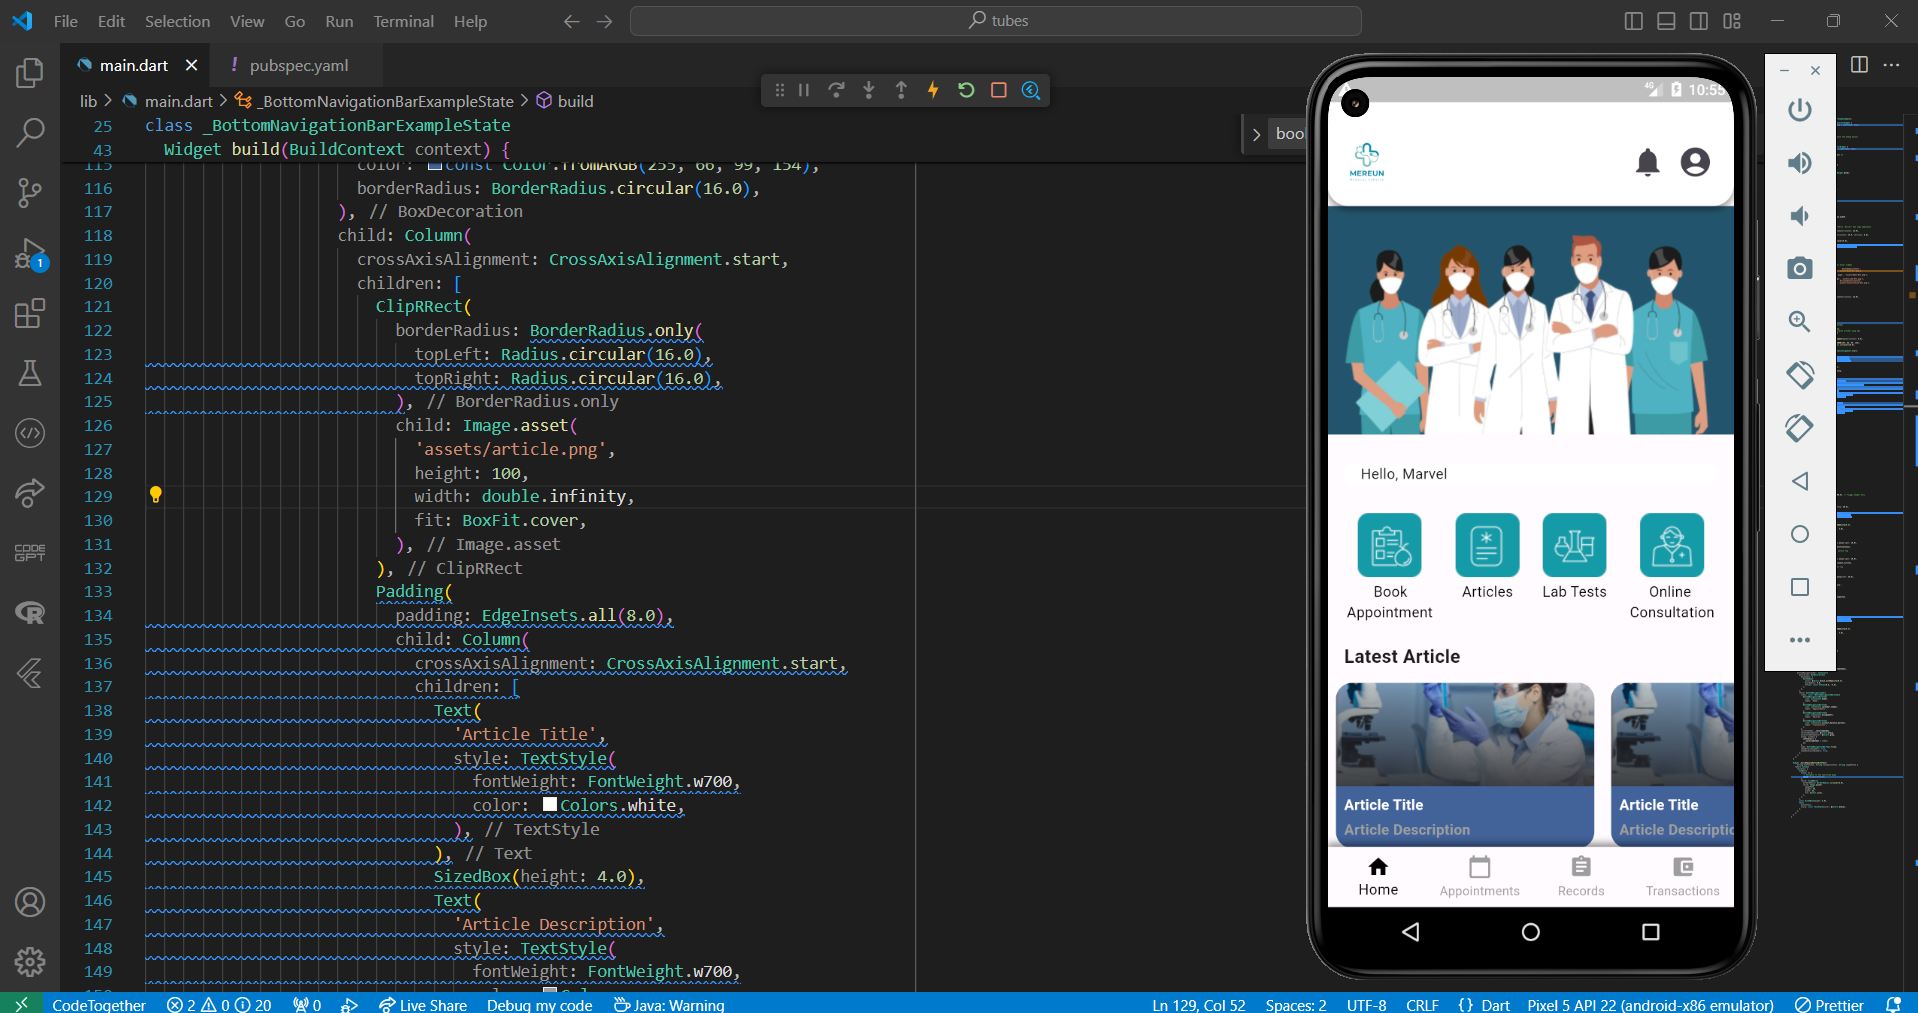 File Edit Selection View Go Run Terminal Help
tubes
main.dart
! pubspec.yaml
lib > main.dart > _BottomNavigationBarExampleState > build
25 class _BottomNavigationBarExampleState
43 Widget build(BuildContext context) {
115 color: const Color.fromARGB(255, 66, 99, 154),
116 borderRadius: BorderRadius.circular(16.0),
117 ), // BoxDecoration
118 child: Column(
119 crossAxisAlignment: CrossAxisAlignment.start,
120 children: [
121 ClipRRect(
122 borderRadius: BorderRadius.only(
123 topLeft: Radius.circular(16.0),
124 topRight: Radius.circular(16.0),
125 ), // BorderRadius.only
126 child: Image.asset(
127 'assets/article.png',
128 height: 100,
129 width: double.infinity,
130 fit: BoxFit.cover,
131 ), // Image.asset
132 ), // ClipRRect
133 Padding(
134 padding: EdgeInsets.all(8.0),
135 child: Column(
136 crossAxisAlignment: CrossAxisAlignment.start,
137 children: [
138 Text(
139 'Article Title',
140 style: TextStyle(
141 fontWeight: FontWeight.w700,
142 color: Colors.white,
143 ), // TextStyle
144 ), // Text
145 SizedBox(height: 4.0),
146 Text(
147 'Article Description',
148 style: TextStyle(
149 fontWeight: FontWeight.w700,
1
CODE
GPT
boo
4G 10:55
MEREUN
Hello, Marvel
Book Appointment
Articles
Lab Tests
Online Consultation
Latest Article
Article Title
Article Description
Article Title
Article Descriptio
Home
Appointments
Records
Transactions
CodeTogether 2 0 20 0 Live Share Debug my code Java: Warning
Ln 129, Col 52 Spaces: 2 UTF-8 CRLF {} Dart Pixel 5 API 22 (android-x86 emulator) Prettier